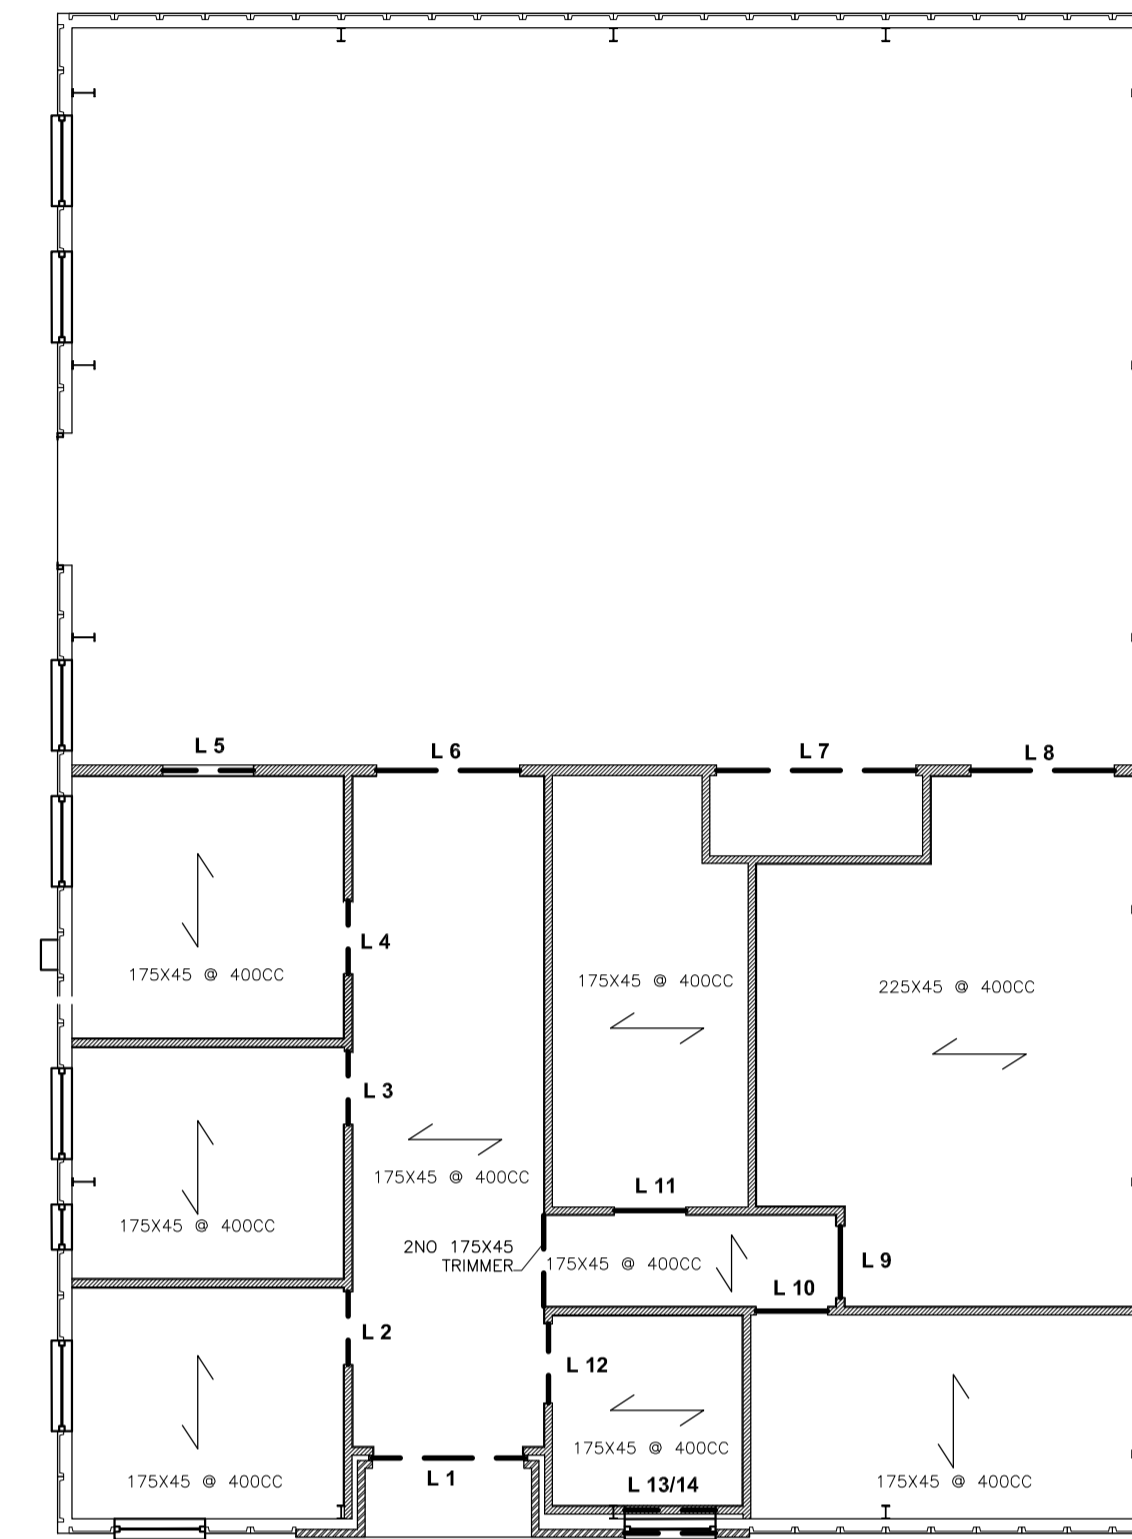 L 5
L 6
L 7
L 8
L 4
175X45 @ 400CC
175X45 @ 400CC
225X45 @ 400CC
L 3
175X45 @ 400CC
L 11
175X45 @ 400CC
2NO 175X45
TRIMMER
175X45 @ 400CC
L 9
L 10
L 2
L 12
175X45 @ 400CC
L 1
L 13/14
175X45 @ 400CC
175X45 @ 400CC